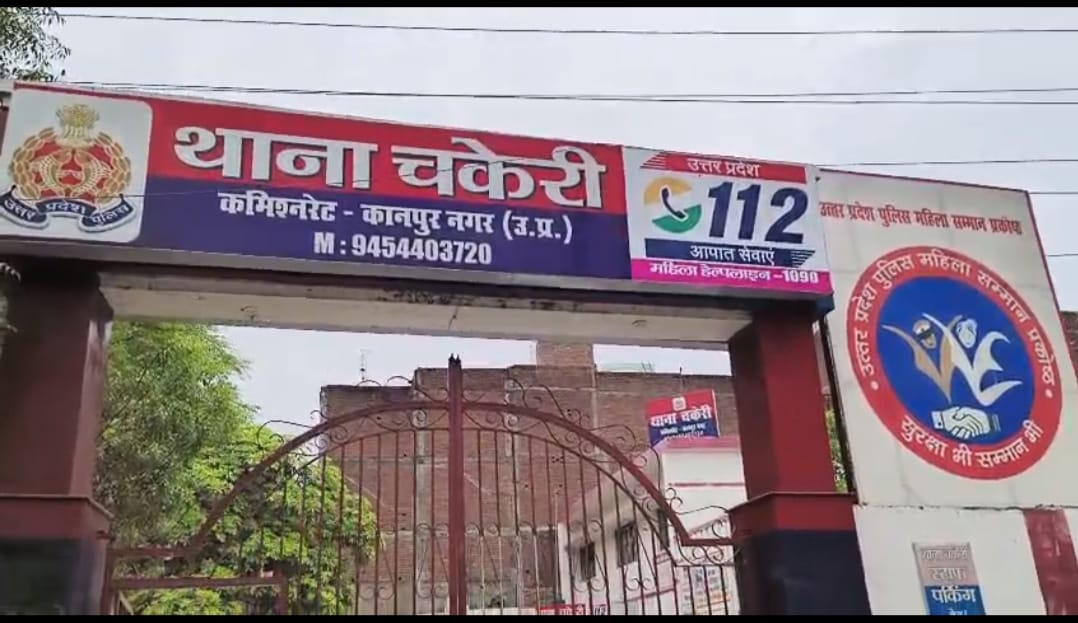 थाना चकेरी
कमिश्नरेट - कानपुर नगर (उ.प्र.)
M : 9454403720
उत्तर प्रदेश पुलिस
उत्तर प्रदेश
112
आपात सेवाएं
महिला हेल्पलाइन -1090
उत्तर प्रदेश पुलिस महिला सम्मान प्रकोष्ठ
उत्तर प्रदेश पुलिस महिला सम्मान प्रकोष्ठ
सुरक्षा भी सम्मान भी
थाना चकेरी
थाना चकेरी
स्टाफ
पार्किंग